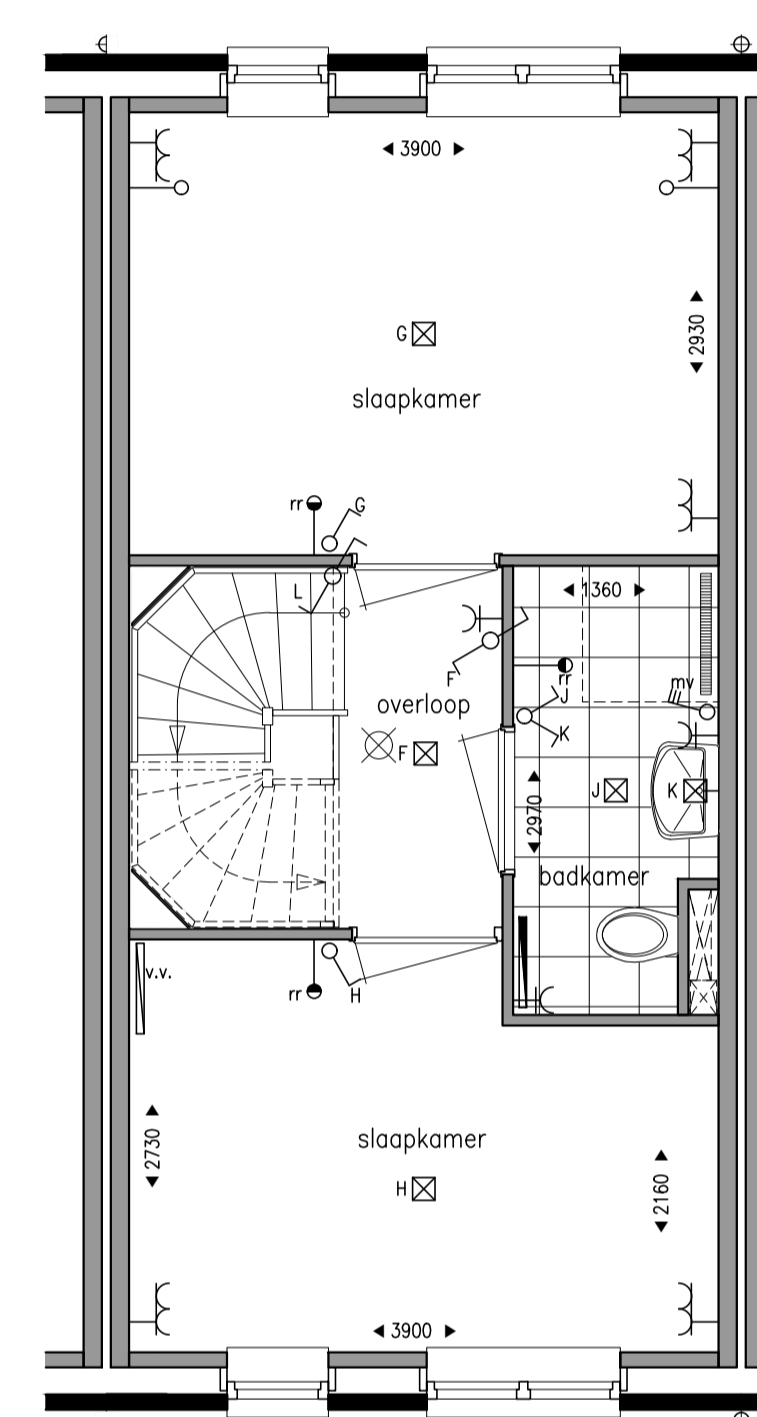 3900
2930
G
slaapkamer
rr
G
L
1360
F
rr
mv
J
overloop
K
F
J
K
2970
badkamer
v.v.
rr
H
2730
slaapkamer
2160
H
3900